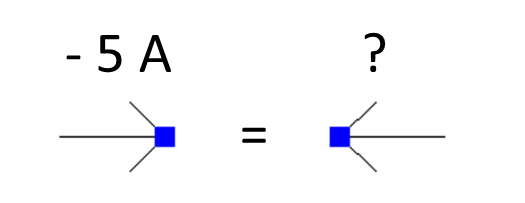 - 5 A ?
=